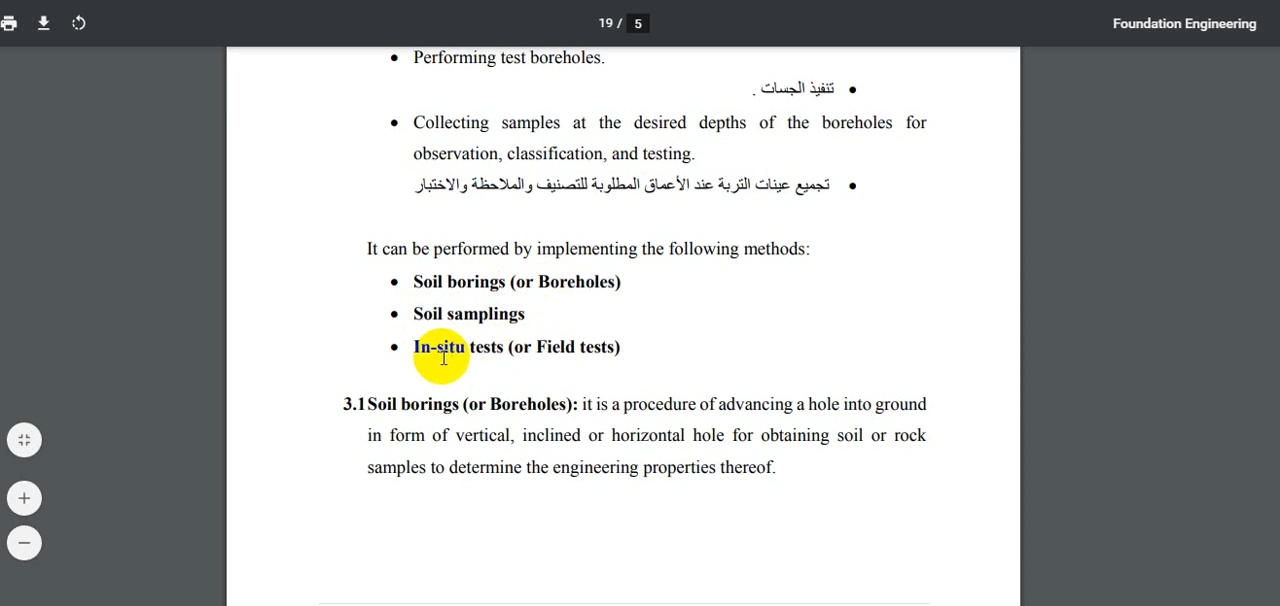 19 / 5
Foundation Engineering
• Performing test boreholes.
• تنفيذ الجسات .
• Collecting samples at the desired depths of the boreholes for
observation, classification, and testing.
• تجميع عينات التربة عند الأعماق المطلوبة للتصنيف والملاحظة والاختبار
It can be performed by implementing the following methods:
• Soil borings (or Boreholes)
• Soil samplings
• In-situ tests (or Field tests)
3.1 Soil borings (or Boreholes): it is a procedure of advancing a hole into ground
in form of vertical, inclined or horizontal hole for obtaining soil or rock
samples to determine the engineering properties thereof.